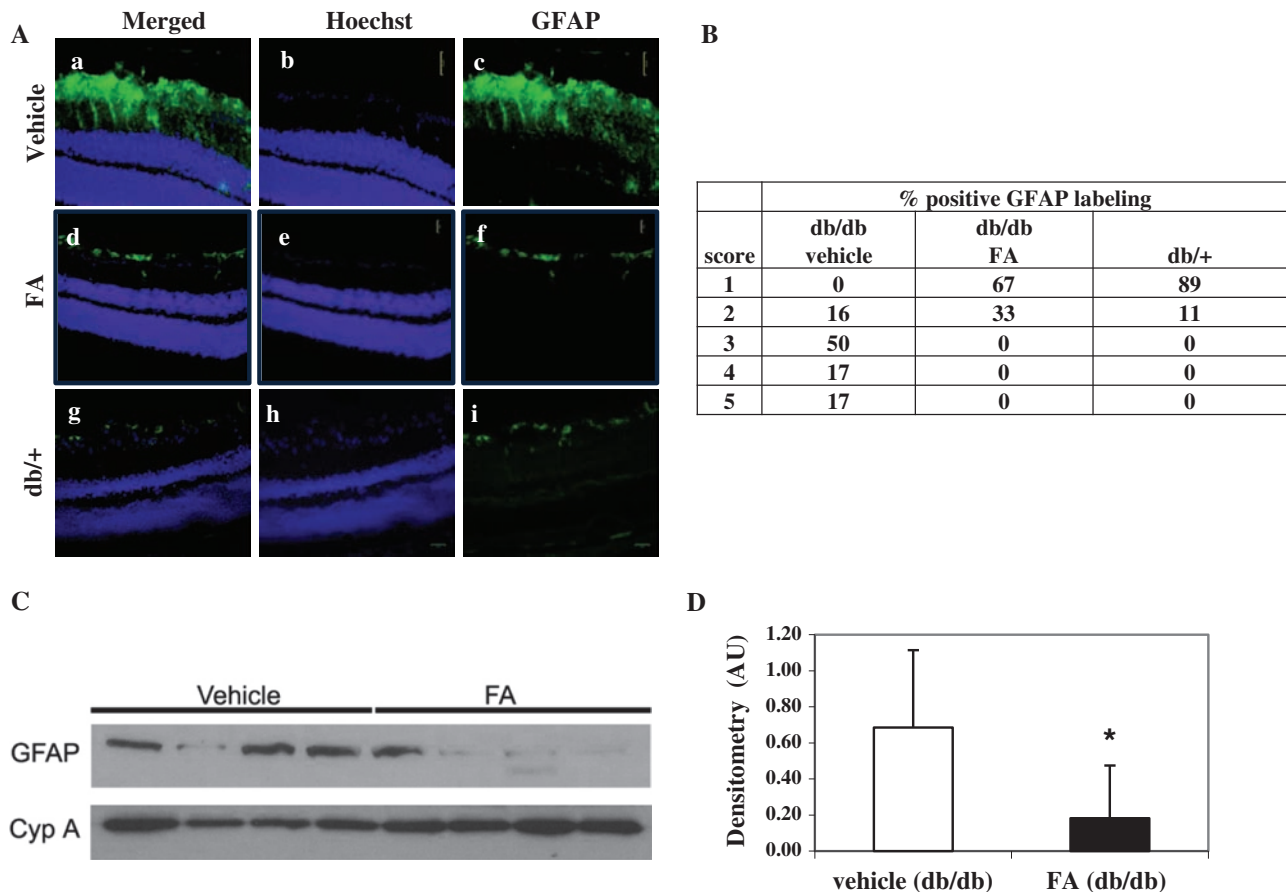 A
Merged Hoechst GFAP
Vehicle
a b c
FA
d e f
db/+
g h i
B
% positive GFAP labeling
score db/db vehicle db/db FA db/+
1 0 67 89
2 16 33 11
3 50 0 0
4 17 0 0
5 17 0 0
C
Vehicle FA
GFAP
Cyp A
D
Densitometry (AU)
1.20
1.00
0.80
0.60
0.40
0.20
0.00
*
vehicle (db/db) FA (db/db)